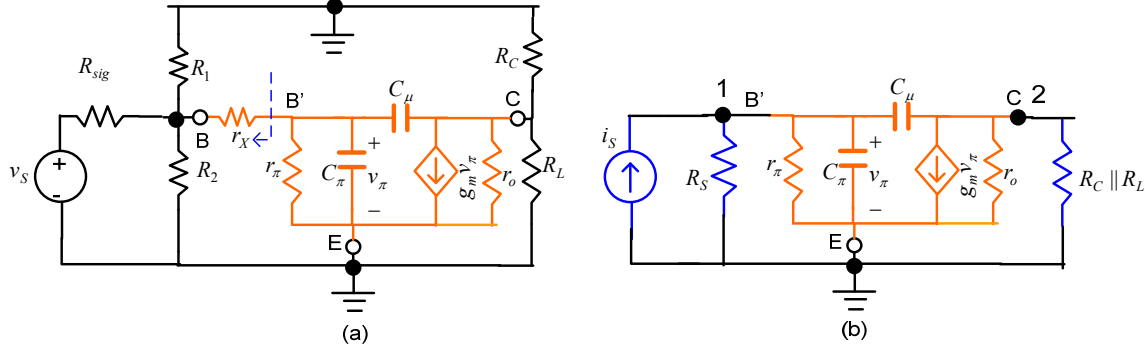 R_sig
R_1
R_C
C_μ
C
B'
B
r_X
v_S
+
-
R_2
r_π
C_π
+
v_π
−
g_m v_π
r_o
R_L
E
(a)
1
B'
C_μ
C 2
i_S
R_S
r_π
C_π
+
v_π
−
g_m v_π
r_o
R_C || R_L
E
(b)